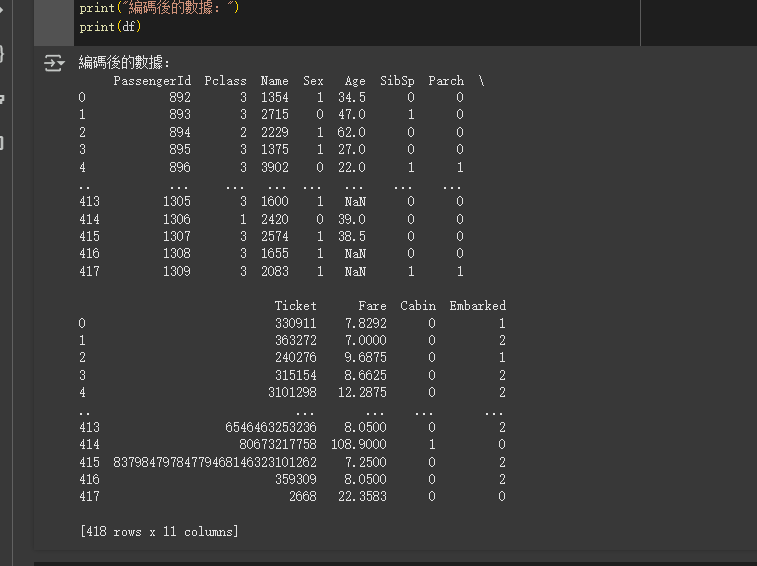 print("編碼後的數據: ")
print(df)
編碼後的數據:
PassengerId Pclass Name Sex Age SibSp Parch \
0 892 3 1354 1 34.5 0 0
1 893 3 2715 0 47.0 1 0
2 894 2 2229 1 62.0 0 0
3 895 3 1375 1 27.0 0 0
4 896 3 3902 0 22.0 1 1
.. ... ... ... ... ... ... ...
413 1305 3 1600 1 NaN 0 0
414 1306 1 2420 0 39.0 0 0
415 1307 3 2574 1 38.5 0 0
416 1308 3 1655 1 NaN 0 0
417 1309 3 2083 1 NaN 1 1
Ticket Fare Cabin Embarked
0 330911 7.8292 0 1
1 363272 7.0000 0 2
2 240276 9.6875 0 1
3 315154 8.6625 0 2
4 3101298 12.2875 0 2
.. ... ... ... ...
413 6546463253236 8.0500 0 2
414 80673217758 108.9000 1 0
415 83798479784779468146323101262 7.2500 0 2
416 359309 8.0500 0 2
417 2668 22.3583 0 0
[418 rows x 11 columns]